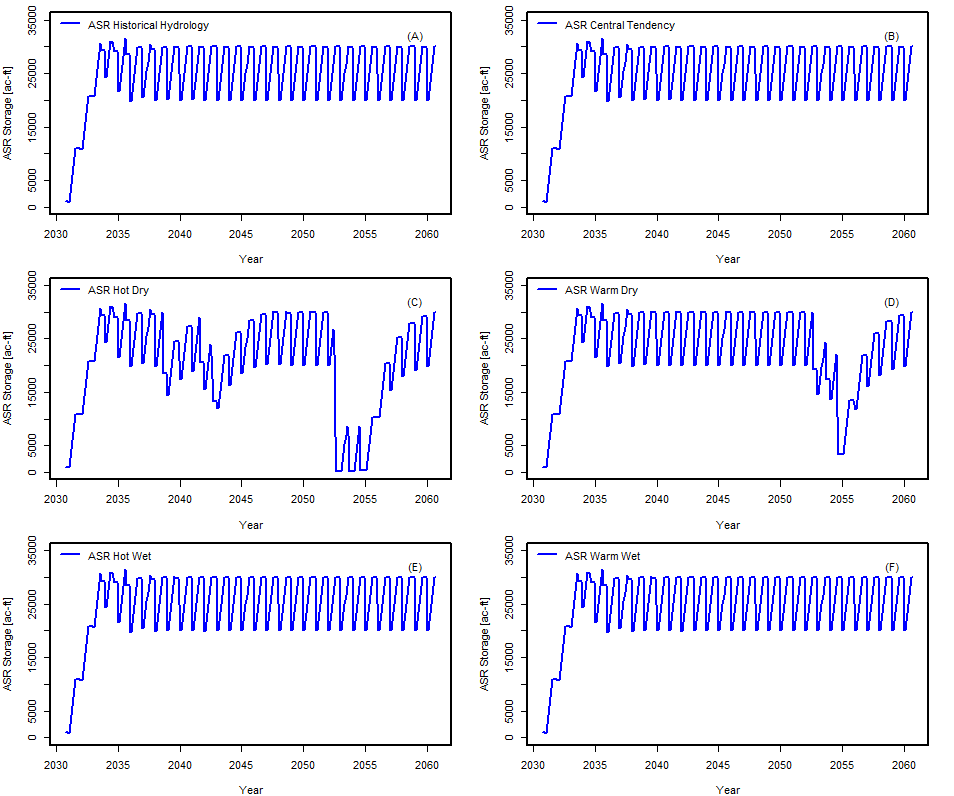 ASR Historical Hydrology
(A)
ASR Storage [ac-ft]
35000
25000
15000
5000
0
2030 2035 2040 2045 2050 2055 2060
Year
ASR Central Tendency
(B)
ASR Storage [ac-ft]
35000
25000
15000
5000
0
2030 2035 2040 2045 2050 2055 2060
Year
ASR Hot Dry
(C)
ASR Storage [ac-ft]
35000
25000
15000
5000
0
2030 2035 2040 2045 2050 2055 2060
Year
ASR Warm Dry
(D)
ASR Storage [ac-ft]
35000
25000
15000
5000
0
2030 2035 2040 2045 2050 2055 2060
Year
ASR Hot Wet
(E)
ASR Storage [ac-ft]
35000
25000
15000
5000
0
2030 2035 2040 2045 2050 2055 2060
Year
ASR Warm Wet
(F)
ASR Storage [ac-ft]
35000
25000
15000
5000
0
2030 2035 2040 2045 2050 2055 2060
Year